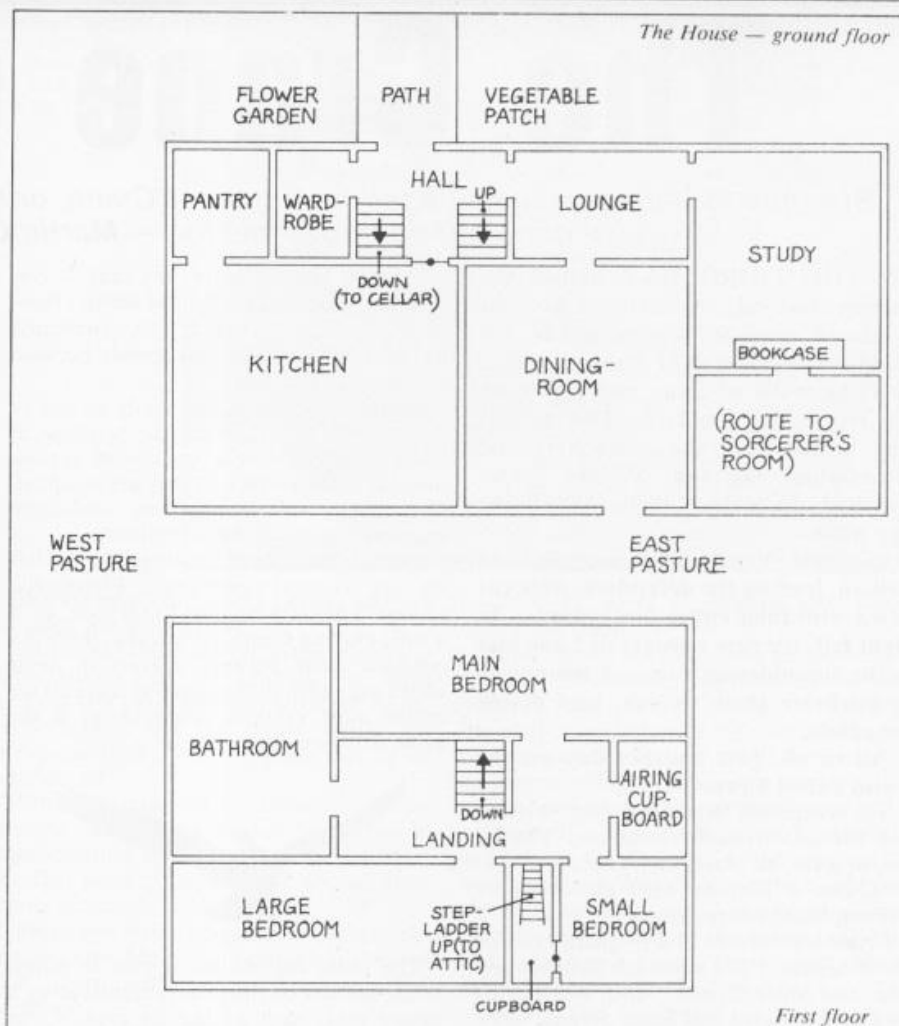 The House — ground floor
FLOWER
GARDEN
PATH
VEGETABLE
PATCH
HALL
UP
PANTRY
WARD-
ROBE
LOUNGE
STUDY
DOWN
(TO CELLAR)
KITCHEN
DINING-
ROOM
BOOKCASE
(ROUTE TO
SORCERER'S
ROOM)
WEST
PASTURE
EAST
PASTURE
MAIN
BEDROOM
BATHROOM
DOWN
AIRING
CUP-
BOARD
LANDING
LARGE
BEDROOM
STEP-
LADDER
UP (TO
ATTIC)
SMALL
BEDROOM
CUPBOARD
First floor